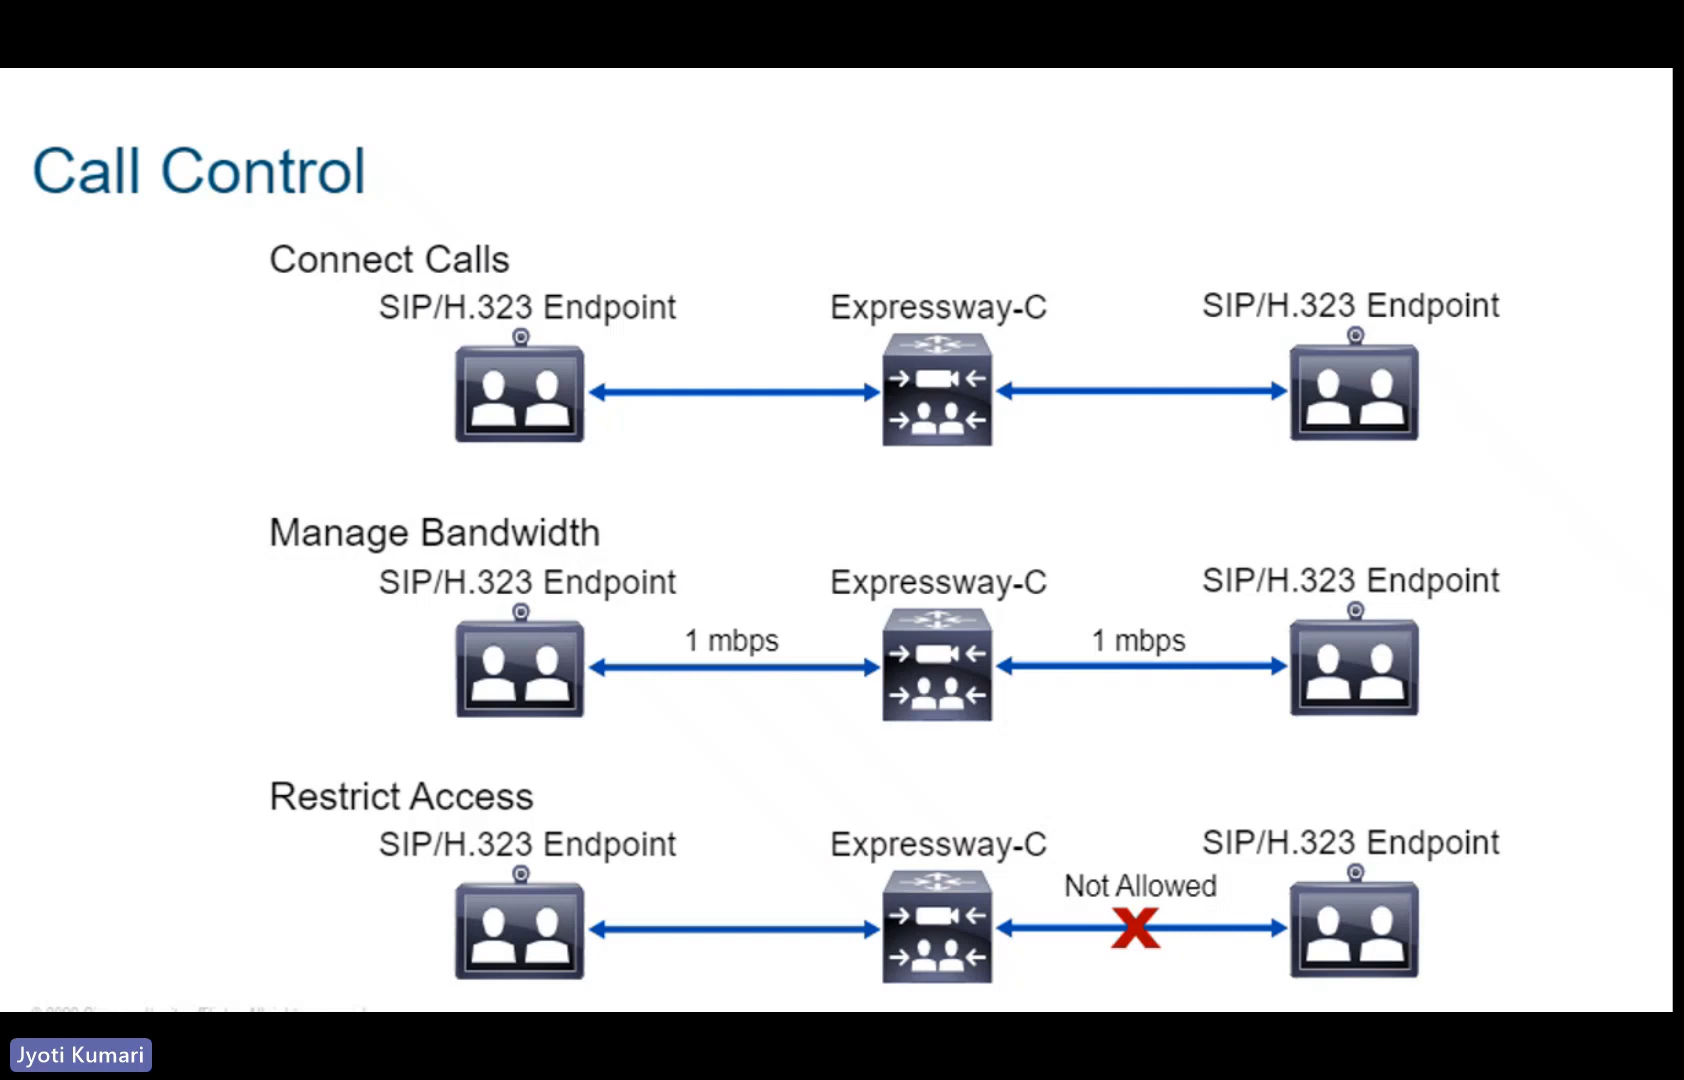 Call Control
Connect Calls
SIP/H.323 Endpoint
Expressway-C
SIP/H.323 Endpoint
Manage Bandwidth
SIP/H.323 Endpoint
Expressway-C
SIP/H.323 Endpoint
1 mbps
1 mbps
Restrict Access
SIP/H.323 Endpoint
Expressway-C
SIP/H.323 Endpoint
Not Allowed
Jyoti Kumari